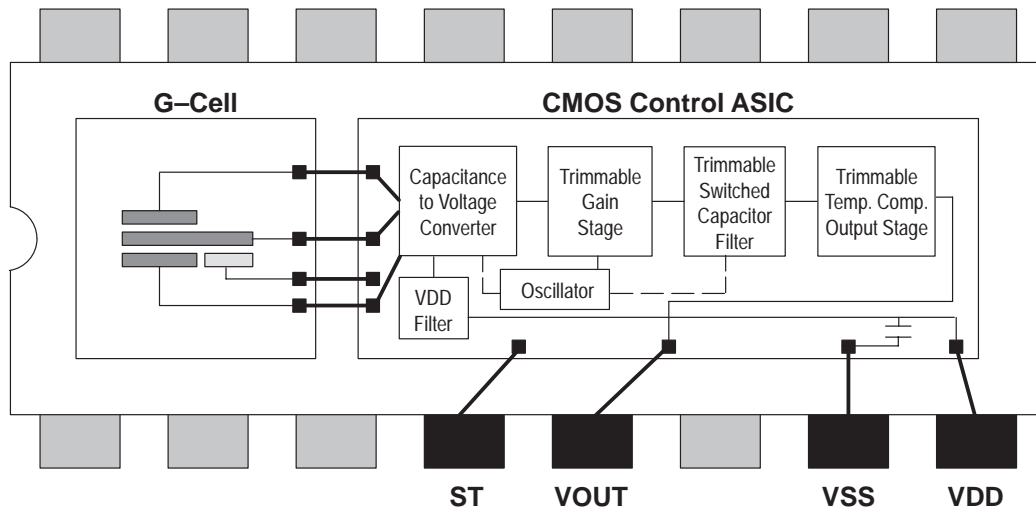 G–Cell
CMOS Control ASIC
Capacitance
to Voltage
Converter
Trimmable
Gain
Stage
Trimmable
Switched
Capacitor
Filter
Trimmable
Temp. Comp.
Output Stage
VDD
Filter
Oscillator
ST
VOUT
VSS
VDD